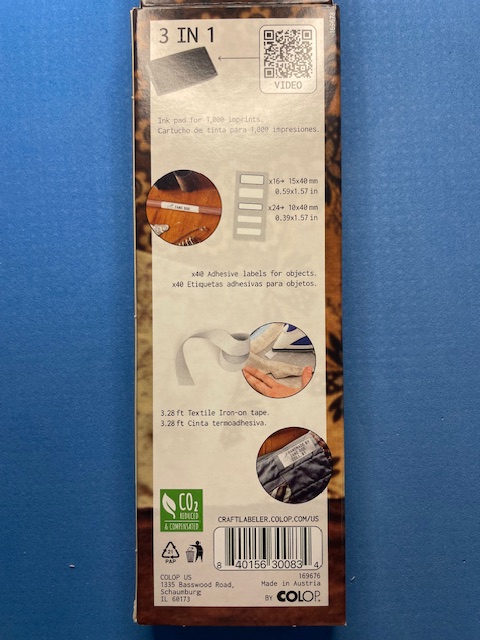 3 IN 1
VIDEO
169676
Ink pad for 1,000 imprints.
Cartucho de tinta para 1,000 impresiones.
x16→ 15x40 mm
0.59x1.57 in
x24→ 10x40 mm
0.39x1.57 in
x40 Adhesive labels for objects.
x40 Etiquetas adhesivas para objetos.
3.28 ft Textile Iron-on tape.
3.28 ft Cinta termoadhesiva.
CO2
REDUCED
& COMPENSATED
CRAFTLABELER.COLOP.COM/US
21
PAP
8 40156 30083 4
COLOP US
1335 Basswood Road,
Schaumburg
IL 60173
169676
Made in Austria
BY COLOP.